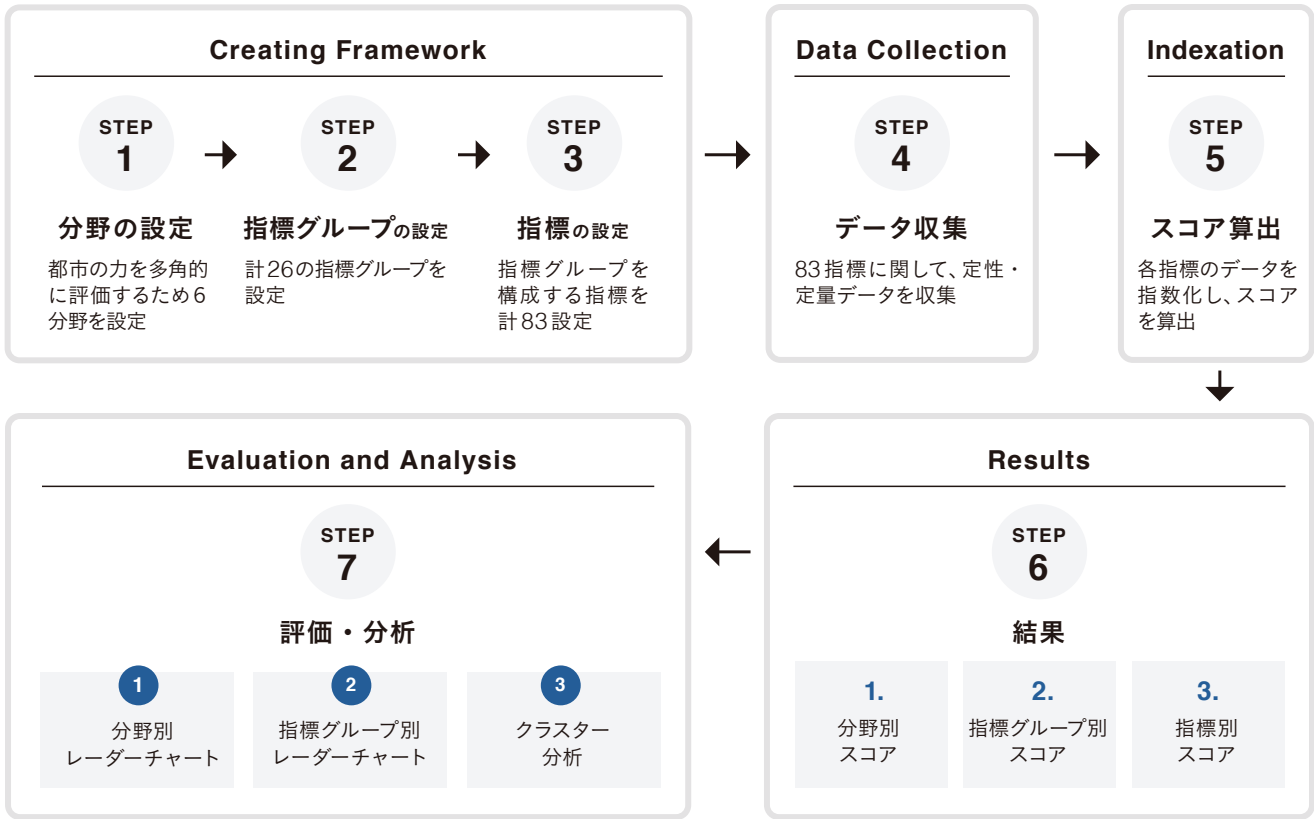 Creating Framework
STEP
1
分野の設定
都市の力を多角的
に評価するため6
分野を設定
STEP
2
指標グループの設定
計26の指標グループを
設定
STEP
3
指標の設定
指標グループを
構成する指標を
計83設定
Data Collection
STEP
4
データ収集
83指標に関して、定性・
定量データを収集
Indexation
STEP
5
スコア算出
各指標のデータを
指数化し、スコア
を算出
Results
STEP
6
結果
1.
分野別
スコア
2.
指標グループ別
スコア
3.
指標別
スコア
Evaluation and Analysis
STEP
7
評価・分析
1
分野別
レーダーチャート
2
指標グループ別
レーダーチャート
3
クラスター
分析